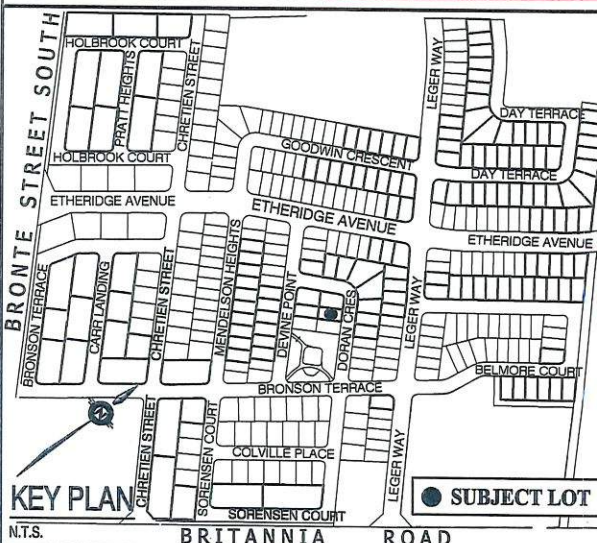 HOLBROOK COURT
BRONTE STREET SOUTH
PRATT HEIGHTS
CHRETIEN STREET
LEGER WAY
DAY TERRACE
HOLBROOK COURT
GOODWIN CRESCENT
DAY TERRACE
ETHERIDGE AVENUE
ETHERIDGE AVENUE
ETHERIDGE AVENUE
BRONSON TERRACE
CARR LANDING
CHRETIEN STREET
MENDELSON HEIGHTS
DEVINE POINT
DORAN CRES
LEGER WAY
BELMORE COURT
BRONSON TERRACE
N
CHRETIEN STREET
SORENSEN COURT
COLVILLE PLACE
LEGER WAY
KEY PLAN
SUBJECT LOT
SORENSEN COURT
N.T.S.
BRITANNIA ROAD